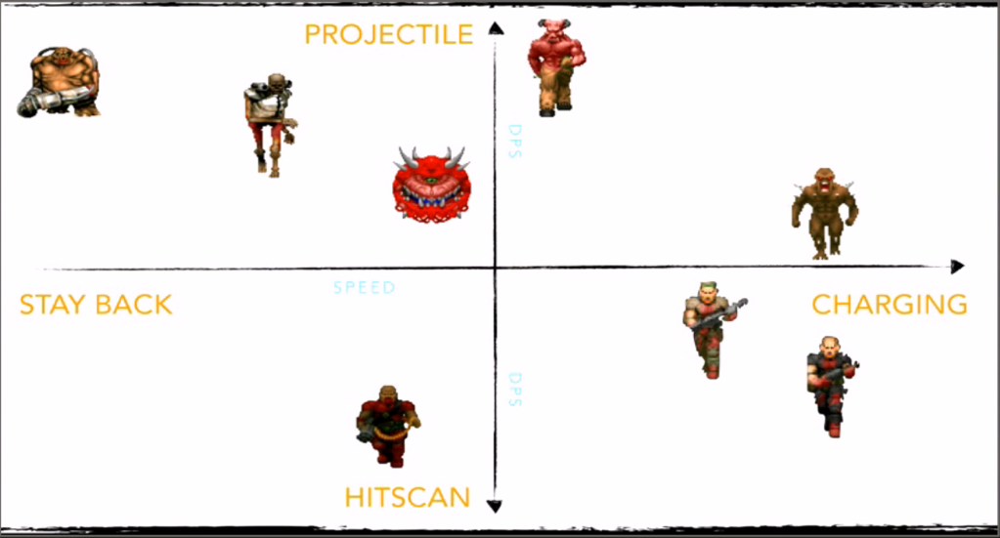 PROJECTILE
DPS
SPEED
STAY BACK
CHARGING
DPS
HITSCAN